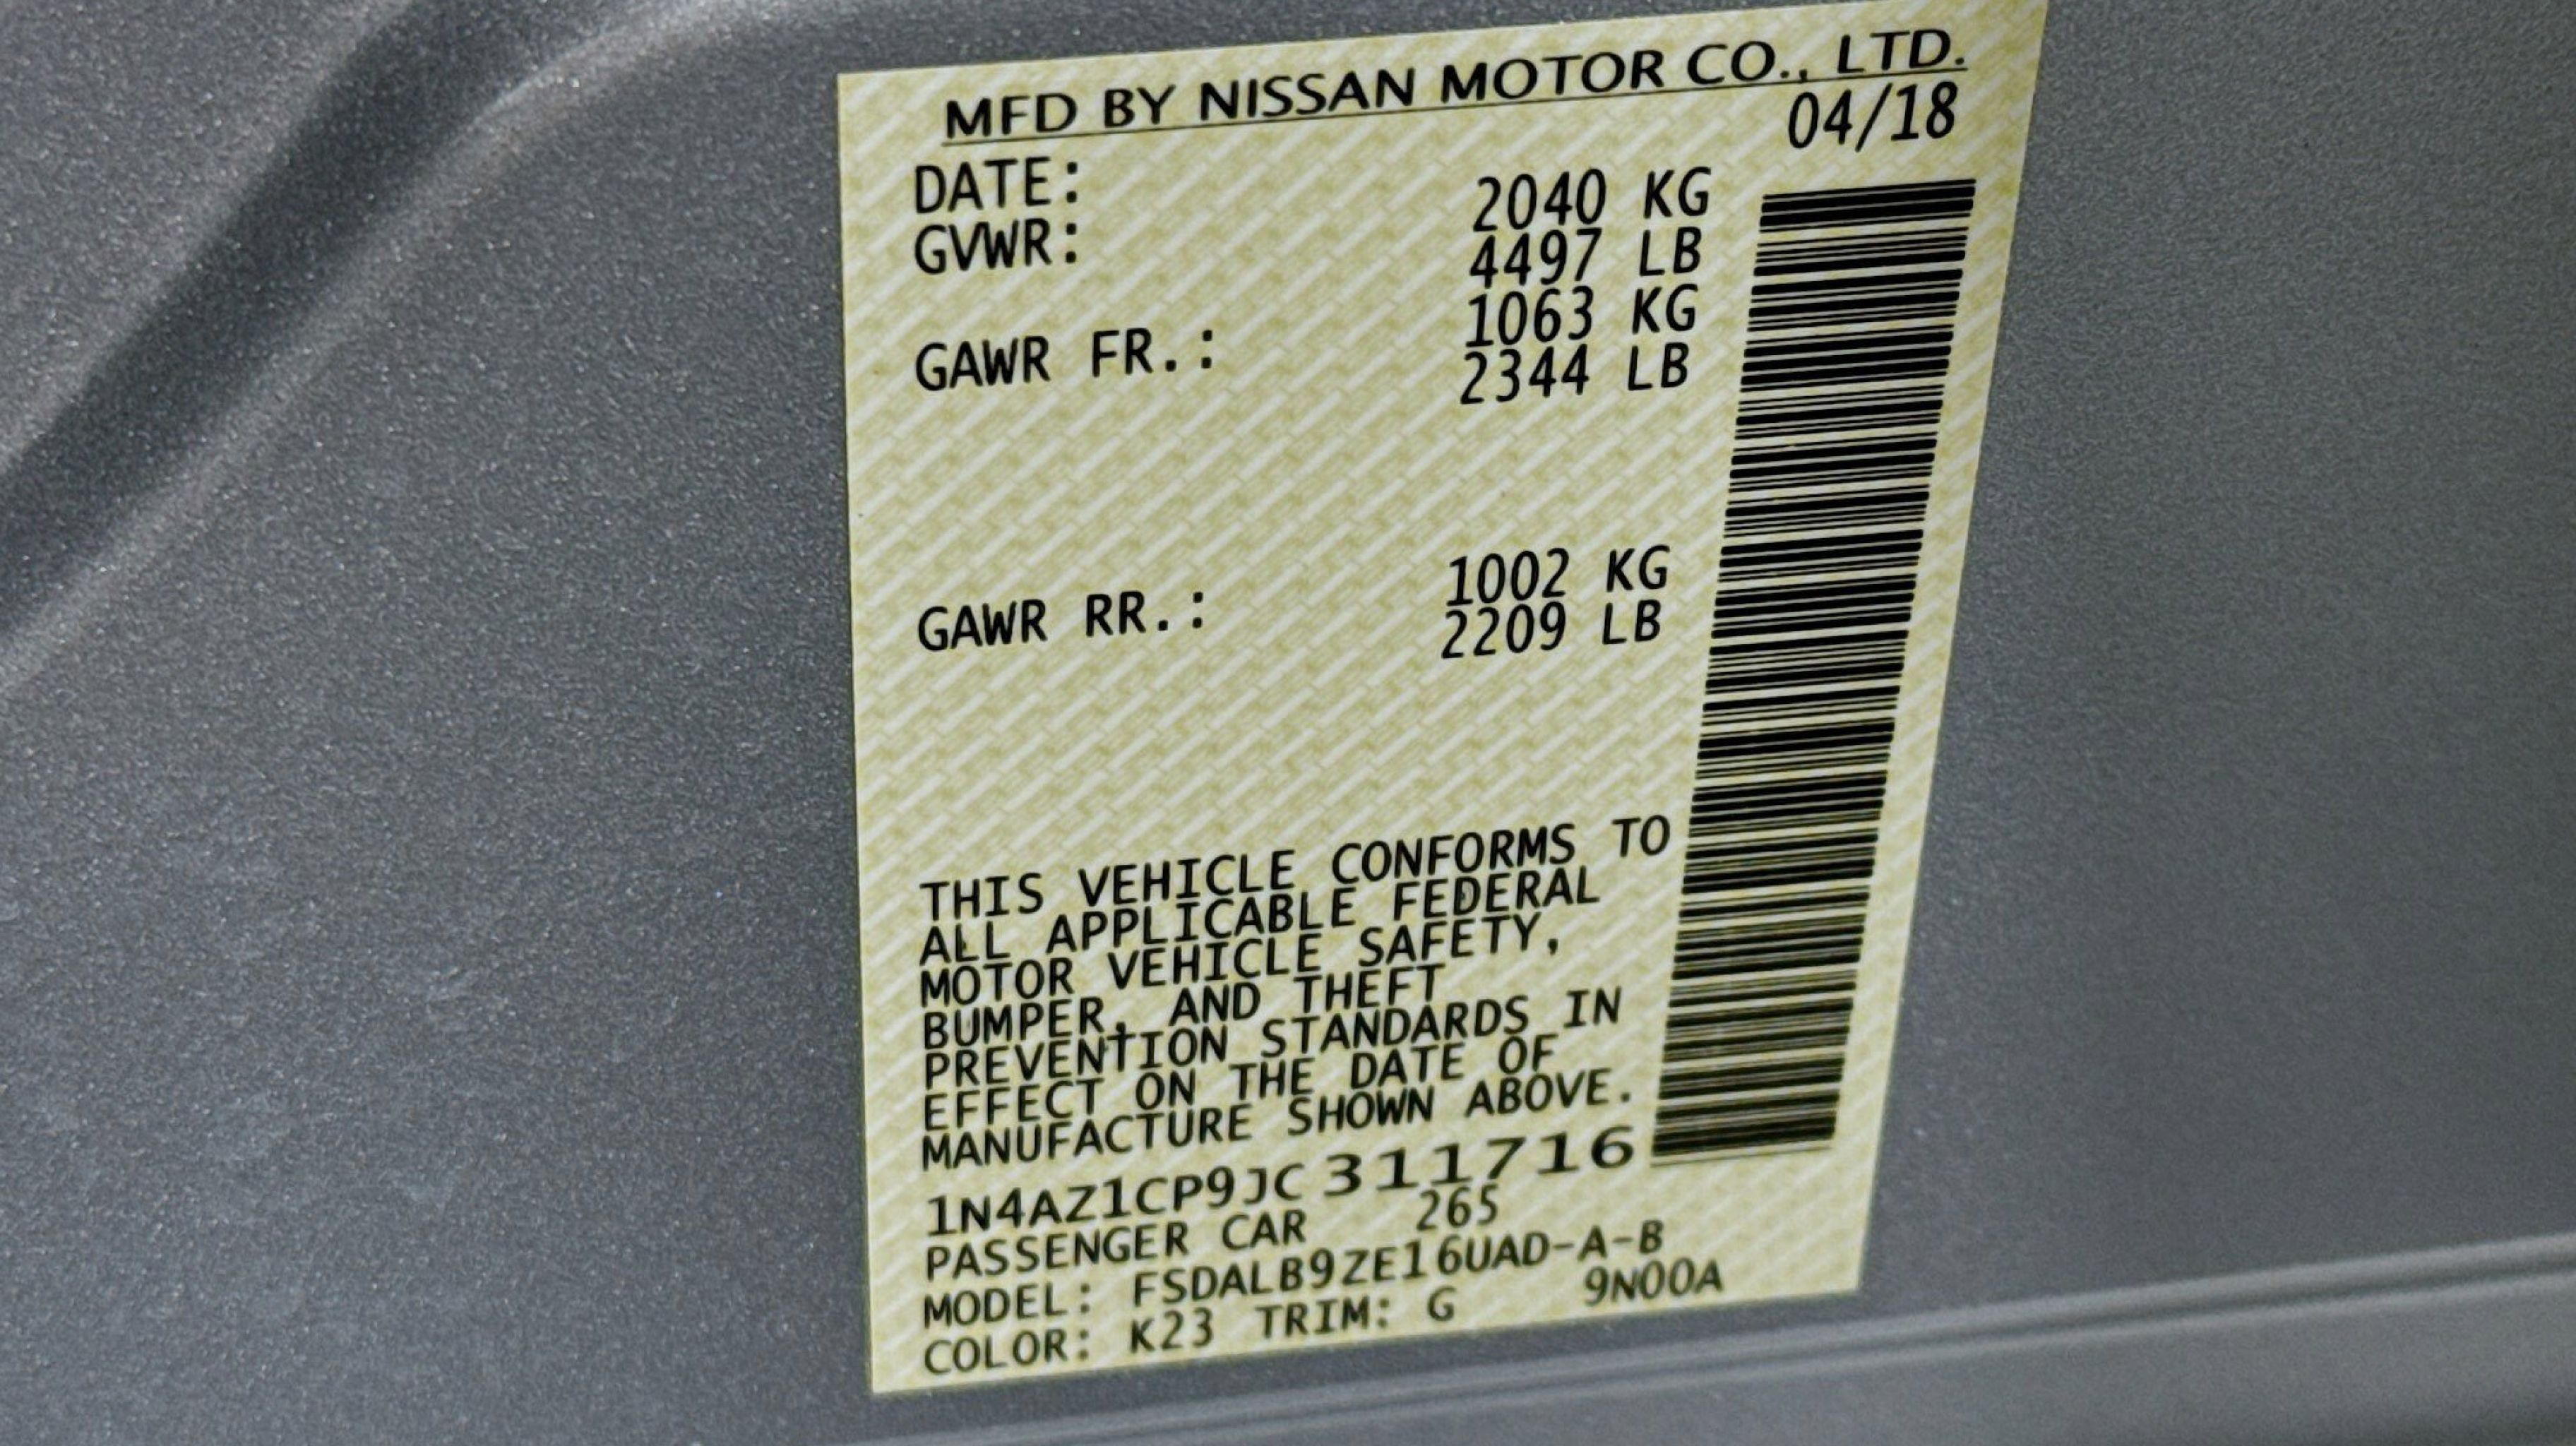 MFD BY NISSAN MOTOR CO., LTD.
DATE: 04/18
GVWR: 2040 KG
4497 LB
GAWR FR.: 1063 KG
2344 LB
GAWR RR.: 1002 KG
2209 LB
THIS VEHICLE CONFORMS TO
ALL APPLICABLE FEDERAL
MOTOR VEHICLE SAFETY,
BUMPER, AND THEFT
PREVENTION STANDARDS IN
EFFECT ON THE DATE OF
MANUFACTURE SHOWN ABOVE.
1N4AZ1CP9JC 311716
PASSENGER CAR 265
MODEL: FSDALB9ZE16UAD-A-B
COLOR: K23 TRIM: G 9N00A